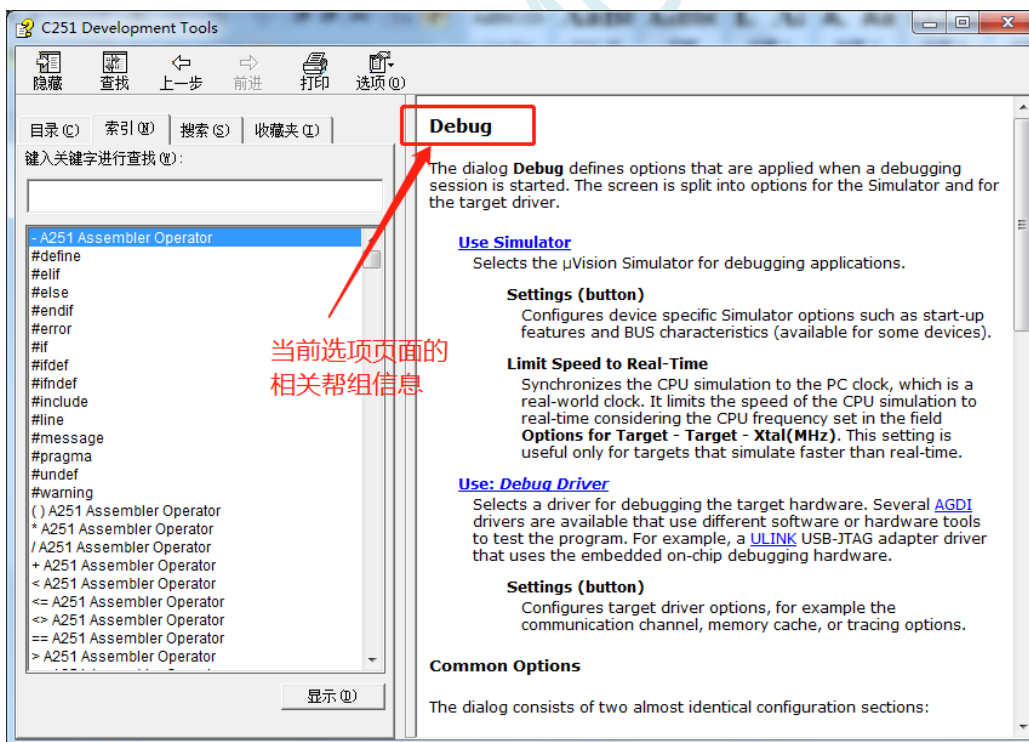 C251 Development Tools
隐藏 查找 上一步 前进 打印 选项(O)
目录(C) 索引(N) 搜索(S) 收藏夹(I)
键入关键字进行查找(W):
- A251 Assembler Operator
#define
#elif
#else
#endif
#error
#if
#ifdef
#ifndef
#include
#line
#message
#pragma
#undef
#warning
( ) A251 Assembler Operator
* A251 Assembler Operator
/ A251 Assembler Operator
+ A251 Assembler Operator
< A251 Assembler Operator
<= A251 Assembler Operator
<> A251 Assembler Operator
== A251 Assembler Operator
> A251 Assembler Operator
显示(D)
当前选项页面的
相关帮组信息
Debug
The dialog Debug defines options that are applied when a debugging
session is started. The screen is split into options for the Simulator and for
the target driver.
Use Simulator
Selects the µVision Simulator for debugging applications.
Settings (button)
Configures device specific Simulator options such as start-up
features and BUS characteristics (available for some devices).
Limit Speed to Real-Time
Synchronizes the CPU simulation to the PC clock, which is a
real-world clock. It limits the speed of the CPU simulation to
real-time considering the CPU frequency set in the field
Options for Target - Target - Xtal(MHz). This setting is
useful only for targets that simulate faster than real-time.
Use: Debug Driver
Selects a driver for debugging the target hardware. Several AGDI
drivers are available that use different software or hardware tools
to test the program. For example, a ULINK USB-JTAG adapter driver
that uses the embedded on-chip debugging hardware.
Settings (button)
Configures target driver options, for example the
communication channel, memory cache, or tracing options.
Common Options
The dialog consists of two almost identical configuration sections: